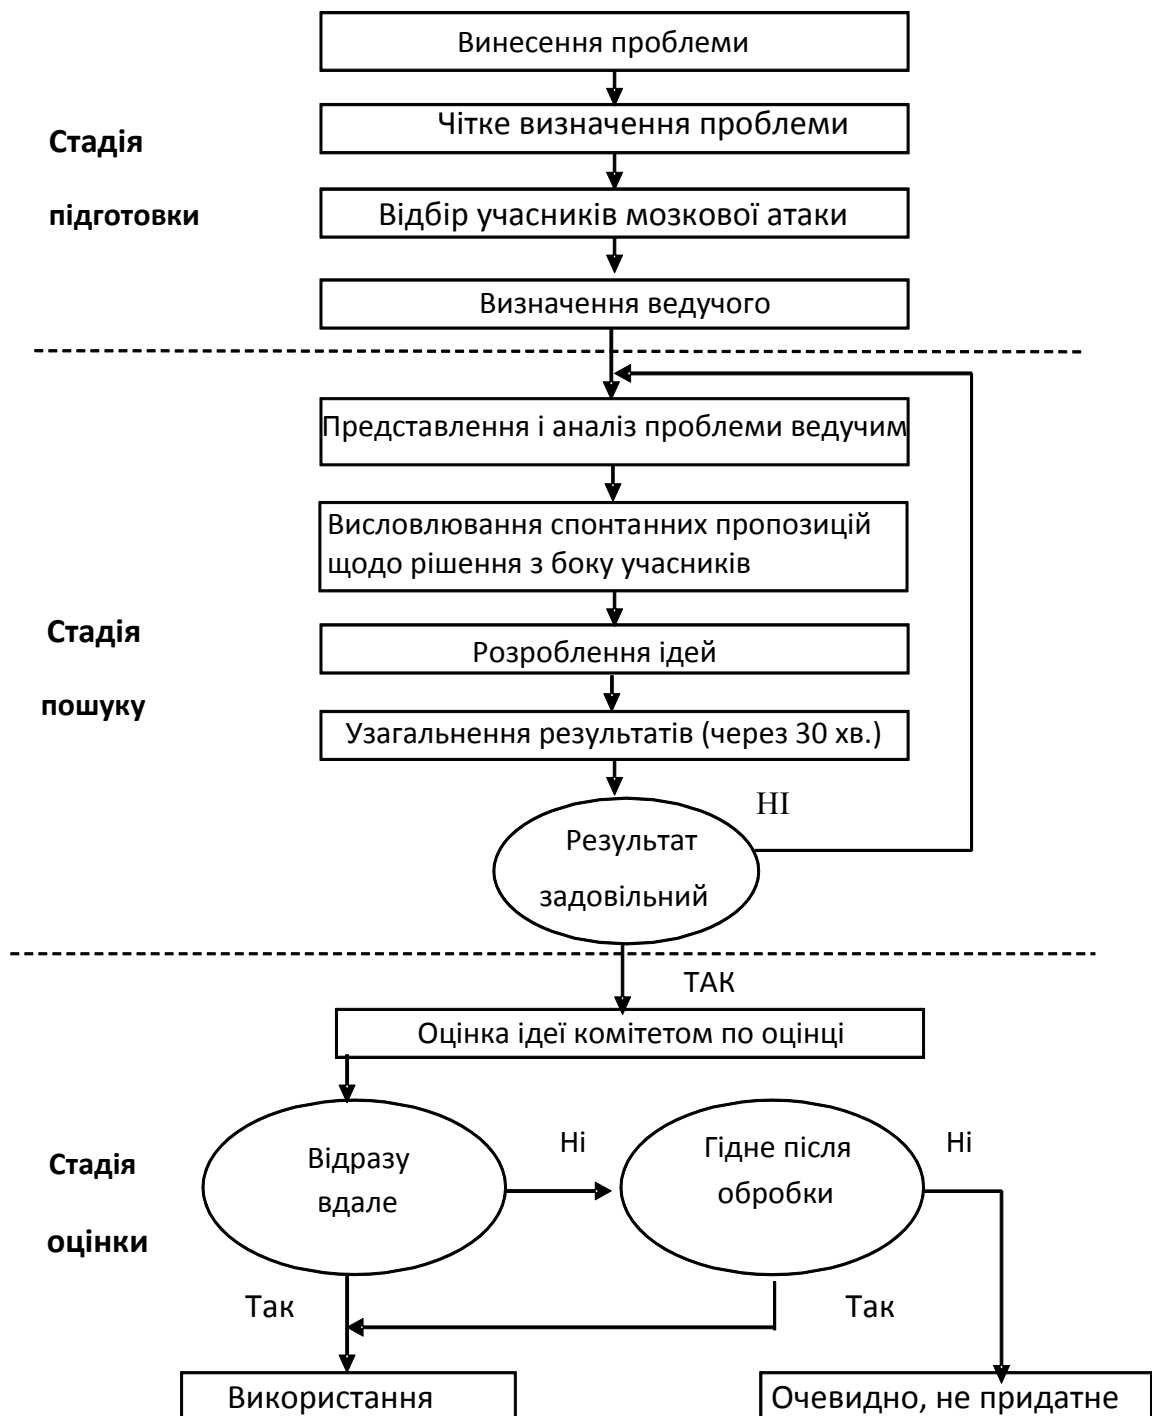 Винесення проблеми
Чітке визначення проблеми
Стадія
підготовки
Відбір учасників мозкової атаки
Визначення ведучого
Представлення і аналіз проблеми ведучим
Висловлювання спонтанних пропозицій
щодо рішення з боку учасників
Стадія
пошуку
Розроблення ідей
Узагальнення результатів (через 30 хв.)
НІ
Результат
задовільний
ТАК
Оцінка ідеї комітетом по оцінці
Стадія
оцінки
Відразу
вдале
Ні
Гідне після
обробки
Ні
Так
Так
Використання
Очевидно, не придатне